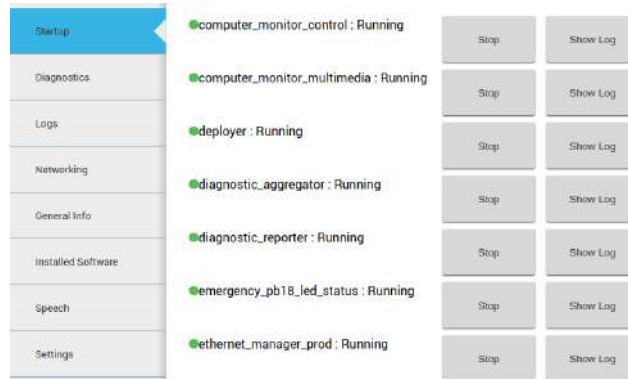 Startup
Diagnostics
Logs
Networking
General Info
Installed Software
Speech
Settings
computer_monitor_control : Running
Stop
Show Log
computer_monitor_multimedia : Running
Stop
Show Log
deployer : Running
Stop
Show Log
diagnostic_aggregator : Running
Stop
Show Log
diagnostic_reporter : Running
Stop
Show Log
emergency_pb18_led_status : Running
Stop
Show Log
ethernet_manager_prod : Running
Stop
Show Log